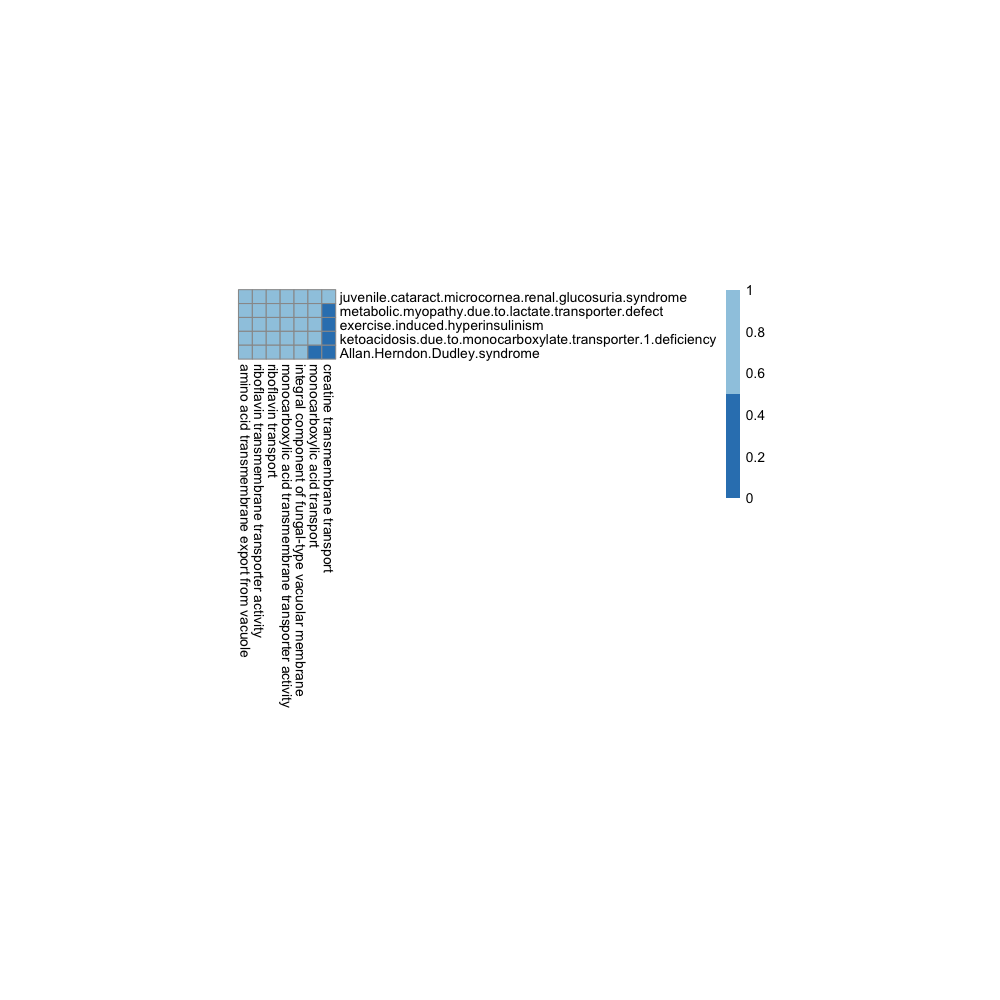 juvenile.cataract.microcornea.renal.glucosuria.syndrome
metabolic.myopathy.due.to.lactate.transporter.defect
exercise.induced.hyperinsulinism
ketoacidosis.due.to.monocarboxylate.transporter.1.deficiency
Allan.Herndon.Dudley.syndrome
amino acid transmembrane export from vacuole
riboflavin transmembrane transporter activity
riboflavin transport
monocarboxylic acid transmembrane transporter activity
integral component of fungal-type vacuolar membrane
monocarboxylic acid transport
creatine transmembrane transport
1
0.8
0.6
0.4
0.2
0